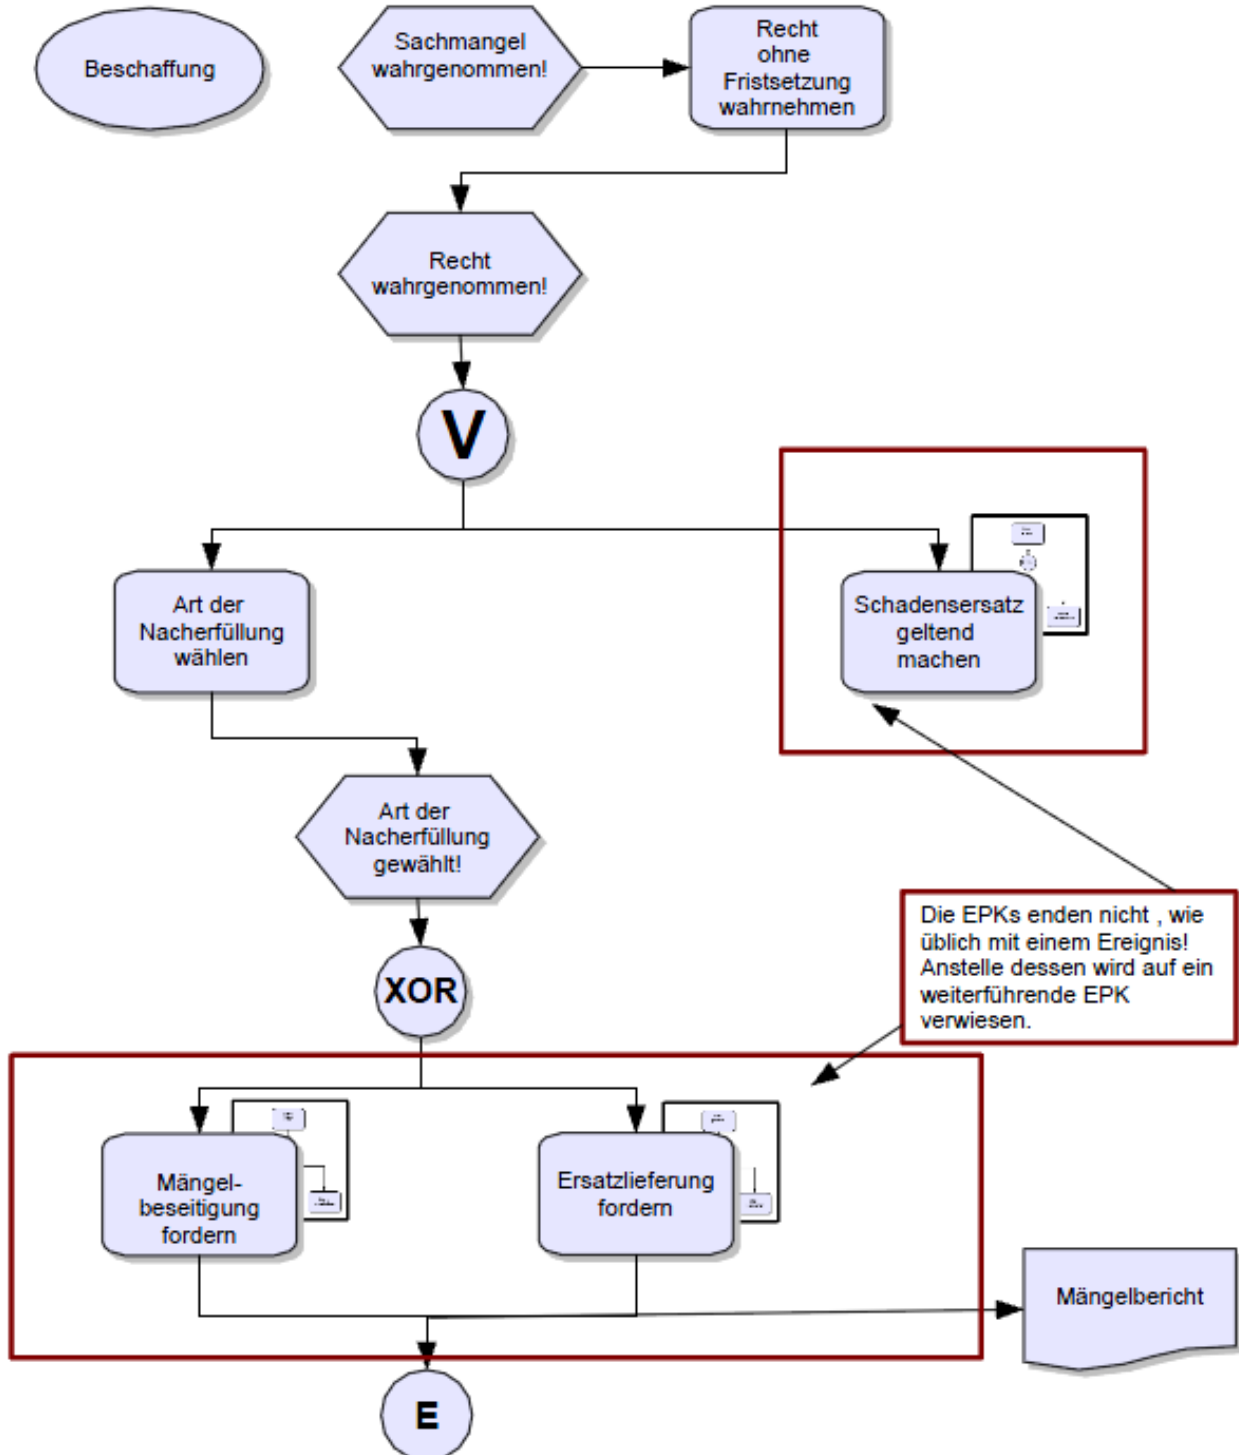 Beschaffung
Sachmangel
wahrgenommen!
Recht
ohne
Fristsetzung
wahrnehmen
Recht
wahrgenommen!
V
Art der
Nacherfüllung
wählen
Schadensersatz
geltend
machen
Art der
Nacherfüllung
gewählt!
Die EPKs enden nicht , wie
üblich mit einem Ereignis!
Anstelle dessen wird auf ein
weiterführende EPK
verwiesen.
XOR
Mängel-
beseitigung
fordern
Ersatzlieferung
fordern
Mängelbericht
E